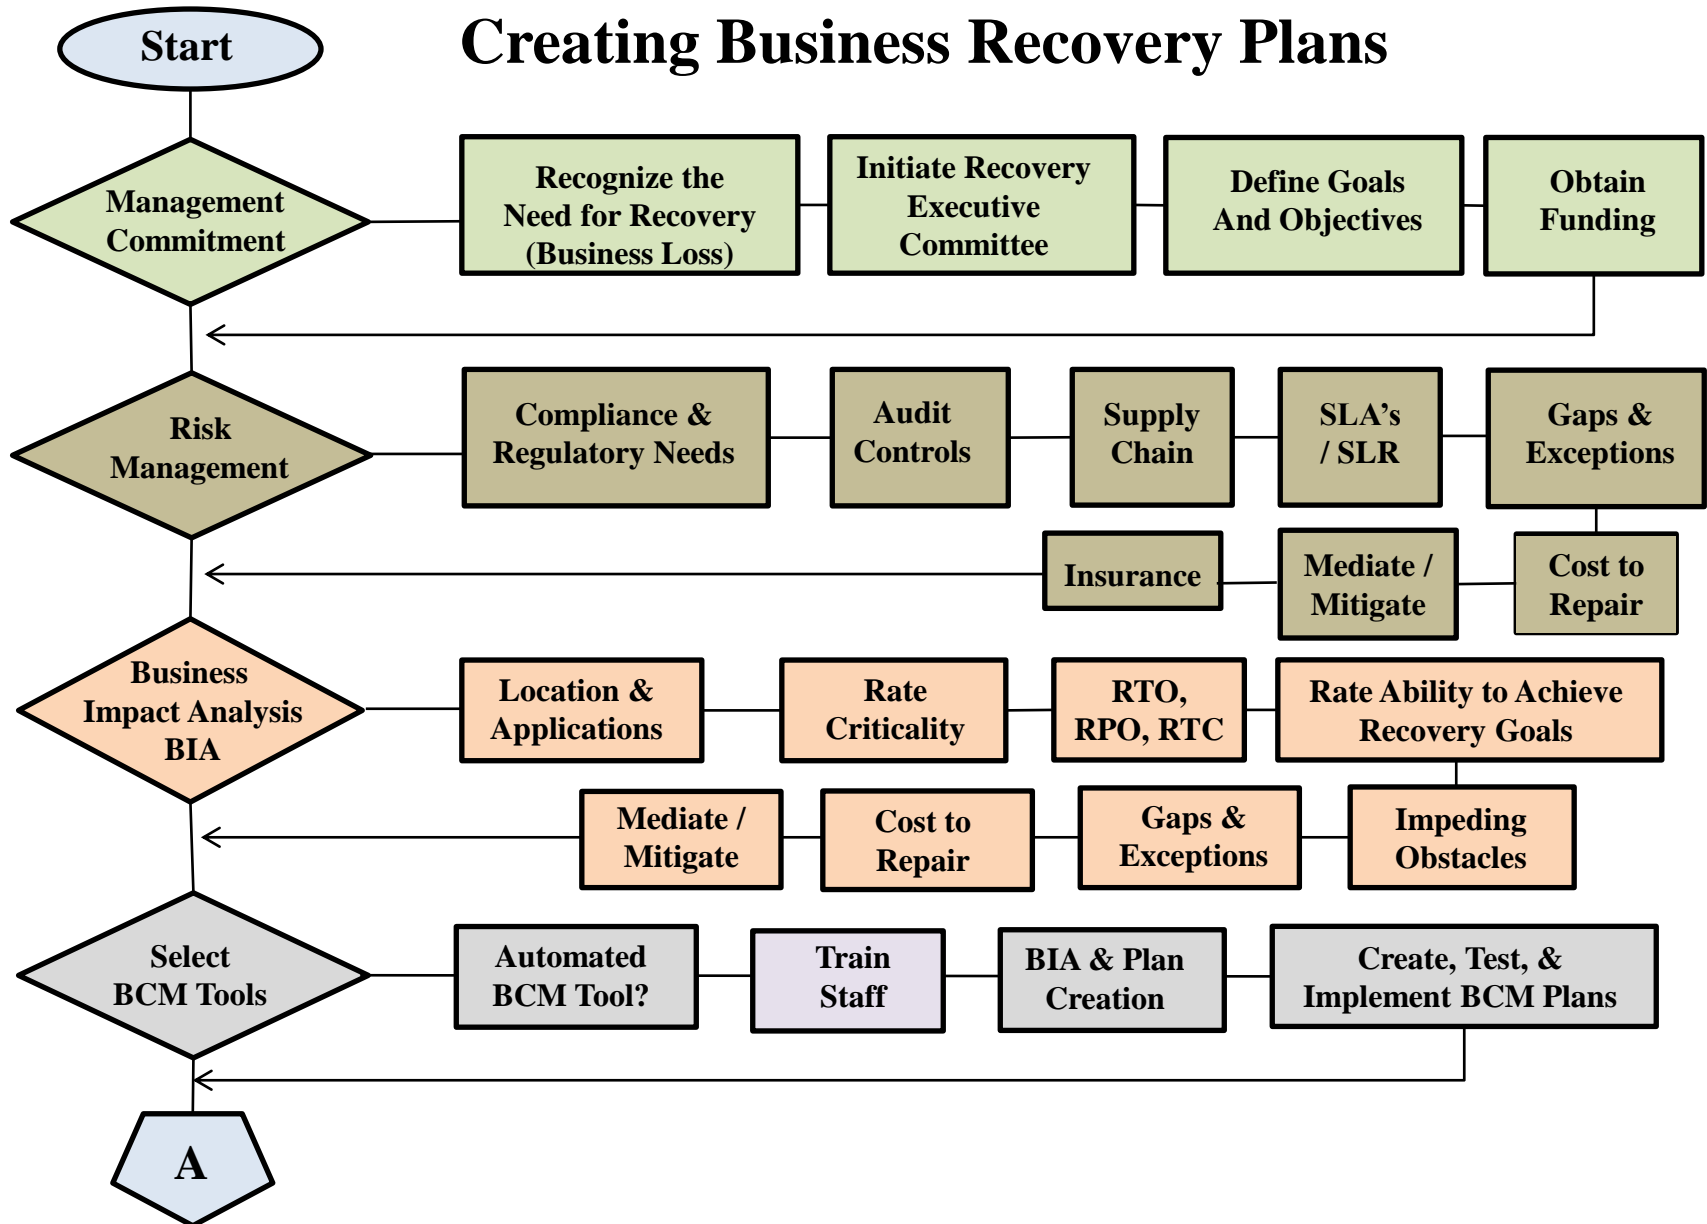 Start
Creating Business Recovery Plans
Management
Commitment
Recognize the
Need for Recovery
(Business Loss)
Initiate Recovery
Executive
Committee
Define Goals
And Objectives
Obtain
Funding
Risk
Management
Compliance &
Regulatory Needs
Audit
Controls
Supply
Chain
SLA's
/ SLR
Gaps &
Exceptions
Insurance
Mediate /
Mitigate
Cost to
Repair
Business
Impact Analysis
BIA
Location &
Applications
Rate
Criticality
RTO,
RPO, RTC
Rate Ability to Achieve
Recovery Goals
Mediate /
Mitigate
Cost to
Repair
Gaps &
Exceptions
Impeding
Obstacles
Select
BCM Tools
Automated
BCM Tool?
Train
Staff
BIA & Plan
Creation
Create, Test, &
Implement BCM Plans
A